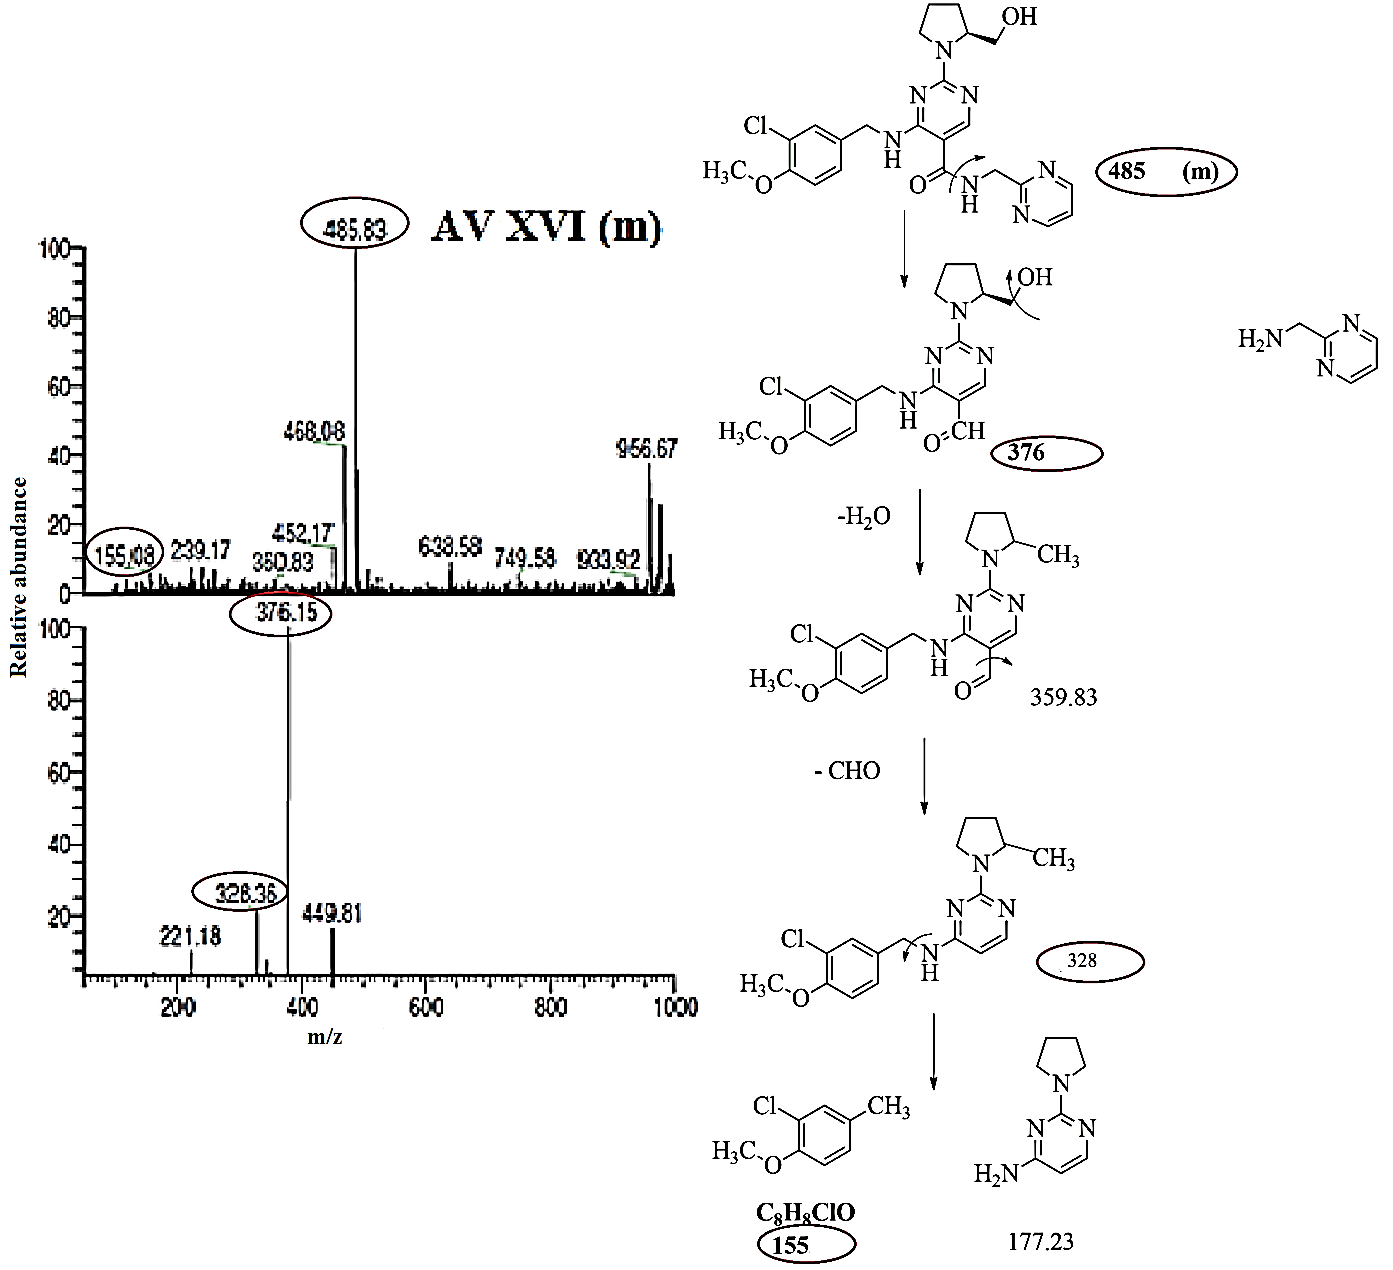 AV XVI (m)
Relative abundance
100
80
60
40
20
0
485.83
468.08
452.17
155.08
239.17
360.83
638.58
749.58
933.92
956.67
100
80
60
40
20
376.15
328.36
221.18
449.81
200
400
600
800
1000
m/z
OH
N
N
N
Cl
N
H
H3C
O
O
N
H
N
N
485 (m)
OH
N
N
N
Cl
N
H
H3C
O
O
CH
376
H2N
N
N
-H2O
N
CH3
N
N
Cl
N
H
H3C
O
O
359.83
- CHO
N
CH3
N
N
Cl
N
H
H3C
O
328
Cl
CH3
H3C
O
C8H8ClO
155
N
N
N
H2N
177.23